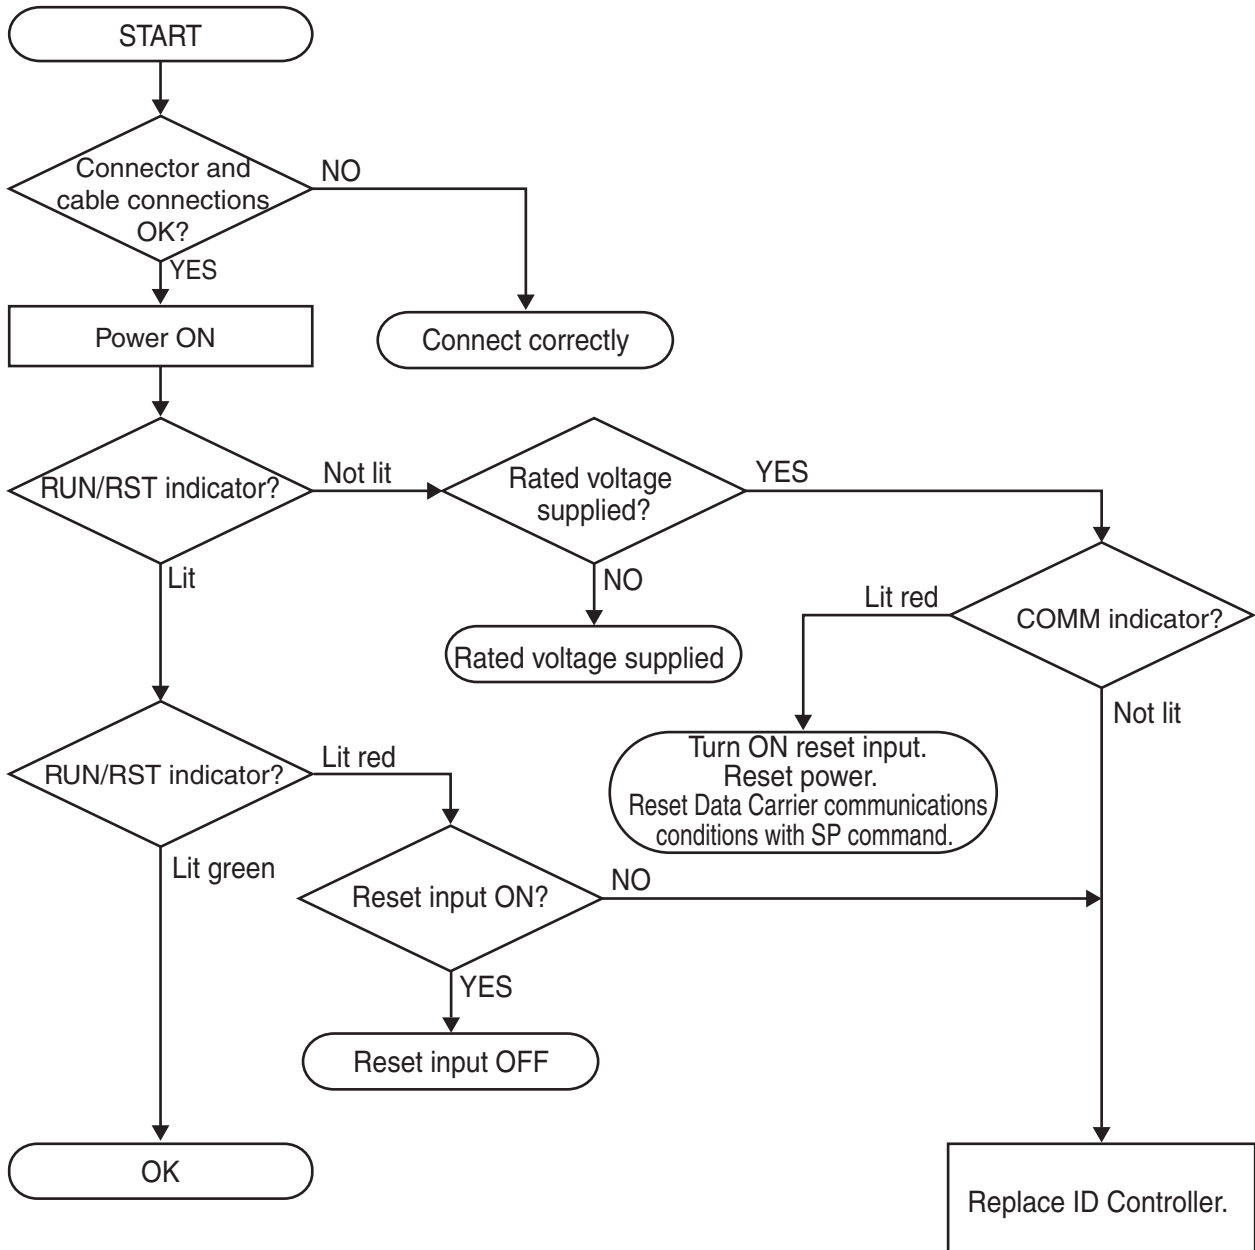 START
Connector and
cable connections
OK?
NO
YES
Power ON
Connect correctly
RUN/RST indicator?
Not lit
Rated voltage
supplied?
YES
Lit
NO
Rated voltage supplied
Lit red
COMM indicator?
Not lit
Turn ON reset input.
Reset power.
Reset Data Carrier communications
conditions with SP command.
RUN/RST indicator?
Lit red
Lit green
Reset input ON?
NO
YES
Reset input OFF
OK
Replace ID Controller.